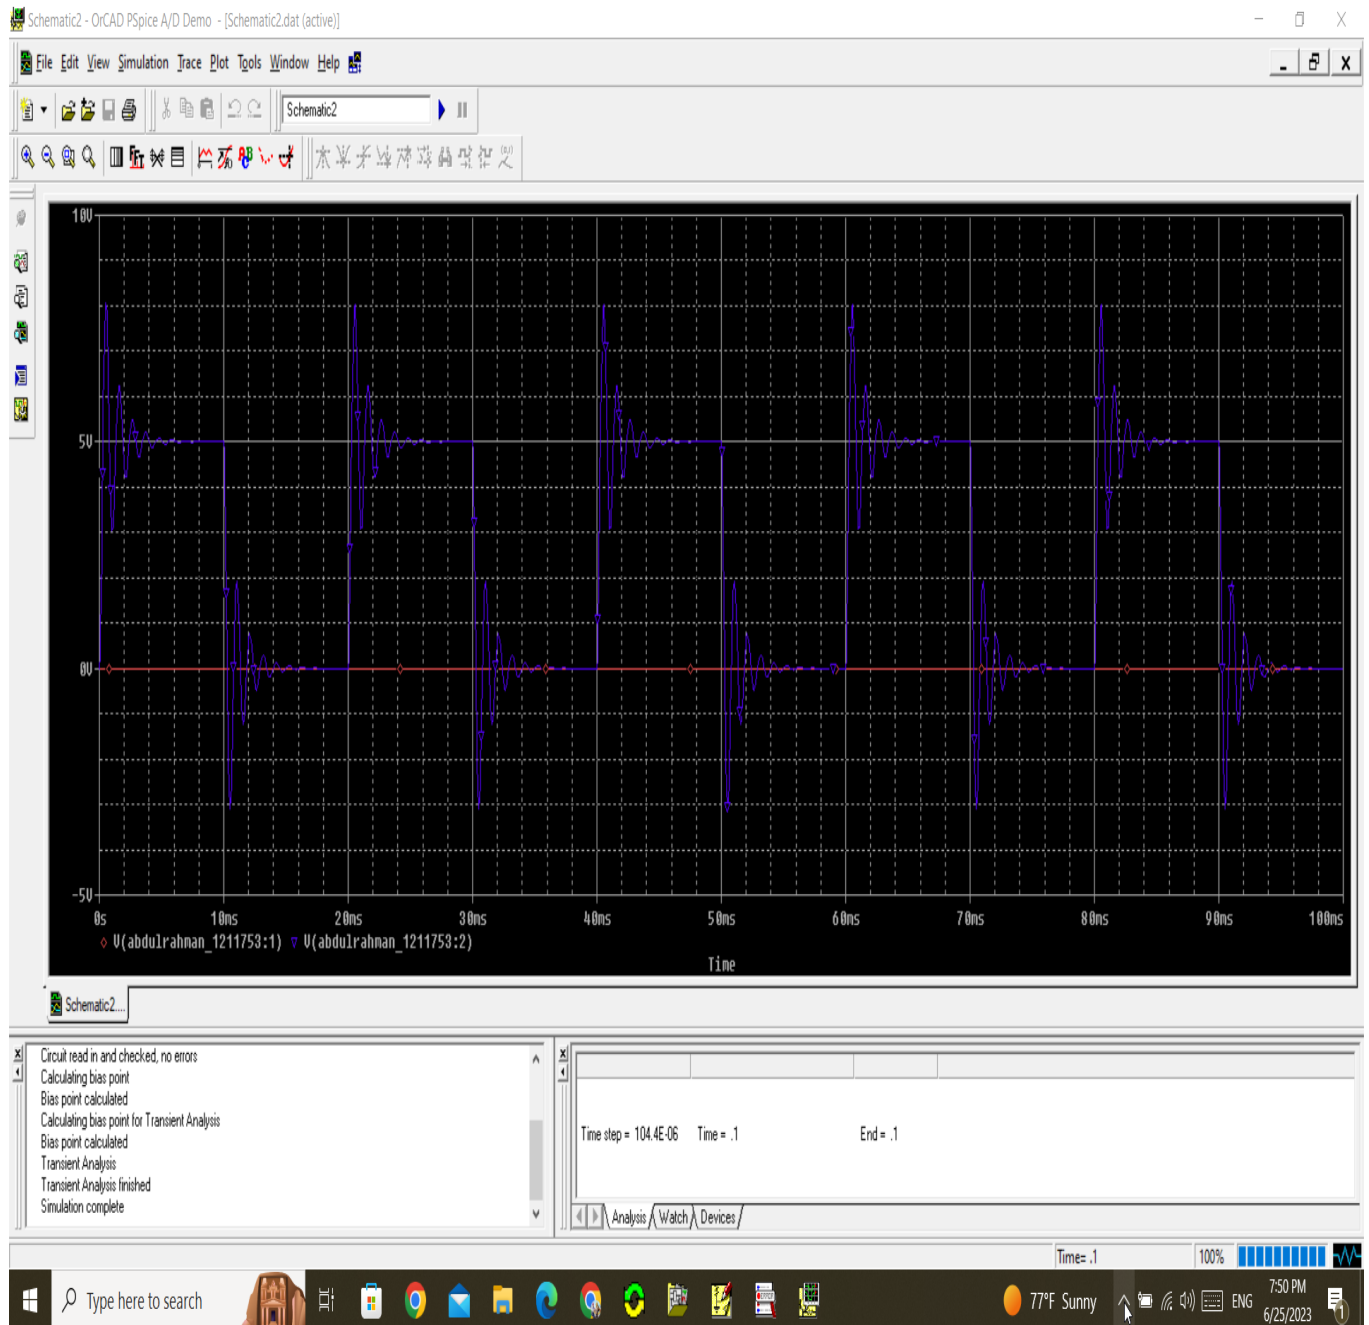 Schematic2 - OrCAD PSpice A/D Demo - [Schematic2.dat (active)]
File Edit View Simulation Trace Plot Tools Window Help
Schematic2
10V
5V
0V
-5V
0s 10ms 20ms 30ms 40ms 50ms 60ms 70ms 80ms 90ms 100ms
V(abdulrahman_1211753:1) V(abdulrahman_1211753:2)
Time
Schematic2....
Circuit read in and checked, no errors
Calculating bias point
Bias point calculated
Calculating bias point for Transient Analysis
Bias point calculated
Transient Analysis
Transient Analysis finished
Simulation complete
Time step = 104.4E-06 Time = .1 End = .1
Analysis Watch Devices
Time= .1 100%
Type here to search
77°F Sunny
ENG
7:50 PM
6/25/2023
1